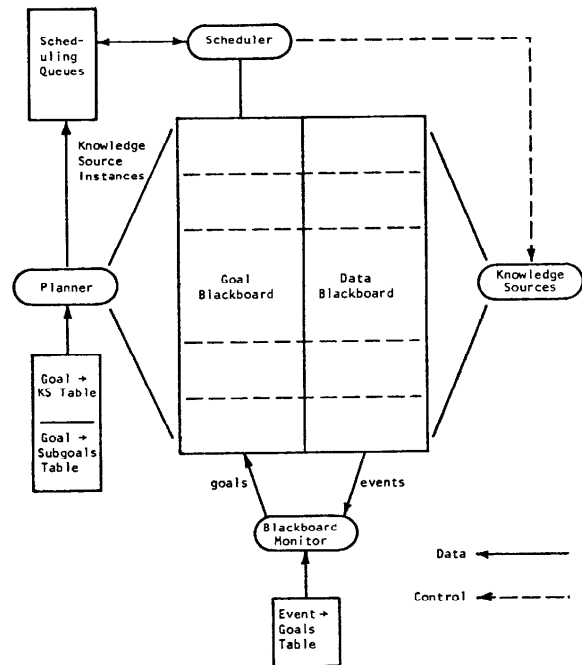 Sched-
uling
Queues
Scheduler
Knowledge
Source
Instances
Planner
Goal
Blackboard
Data
Blackboard
Knowledge
Sources
Goal →
KS Table
Goal →
Subgoals
Table
goals
events
Blackboard
Monitor
Data
Control
Event →
Goals
Table